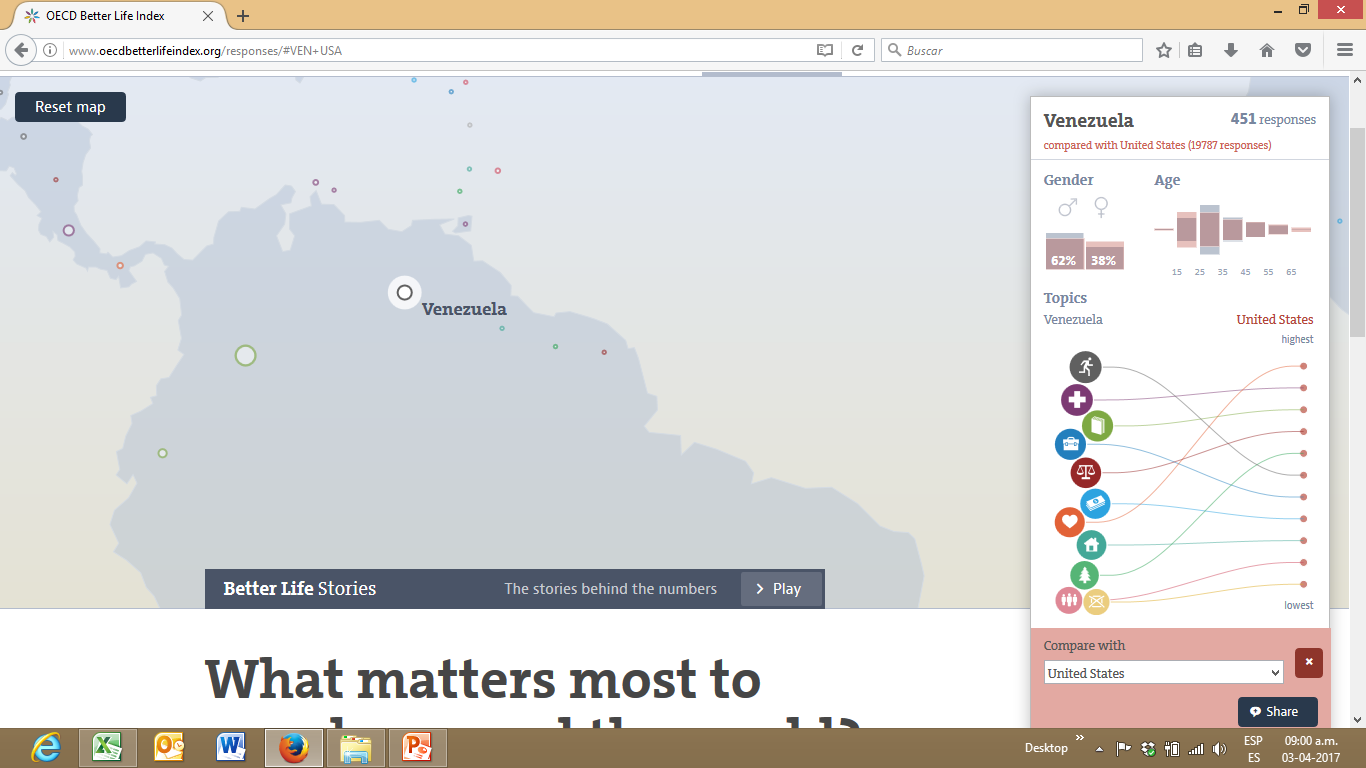 OECD Better Life Index
www.oecdbetterlifeindex.org/responses/#VEN+USA
Buscar
Reset map
Venezuela
Venezuela
451 responses
compared with United States (19787 responses)
Gender
Age
62%
38%
15 25 35 45 55 65
Topics
Venezuela
United States
highest
lowest
Better Life Stories
The stories behind the numbers
Play
What matters most to
Compare with
United States
Share
Desktop
ESP
ES
09:00 a.m.
03-04-2017